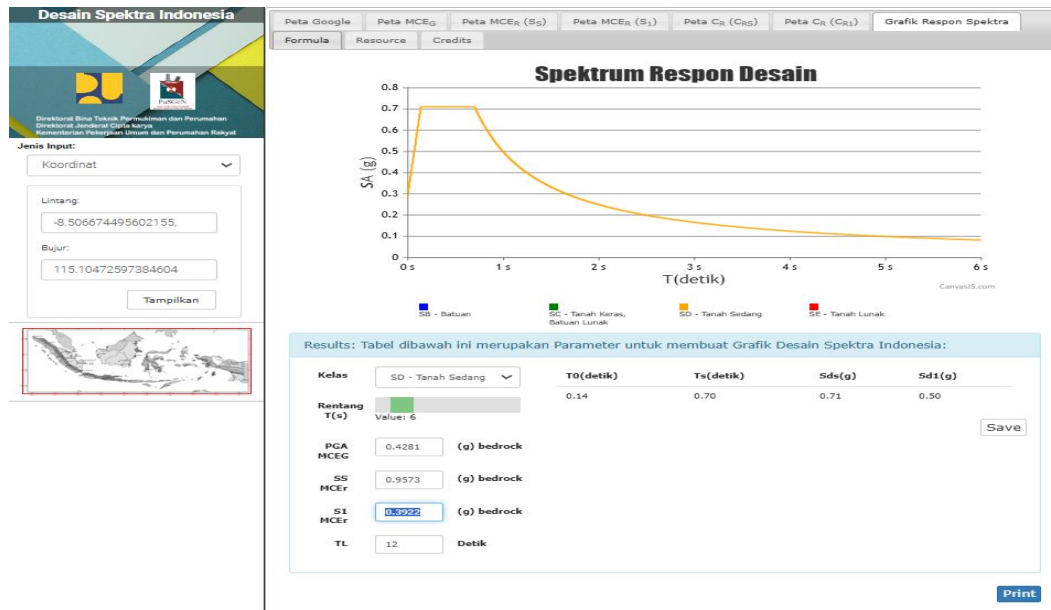 Desain Spektra Indonesia
PUSGEN
Direktorat Bina Teknik Permukiman dan Perumahan
Direktorat Jenderal Cipta karya
Kementerian Pekerjaan Umum dan Perumahan Rakyat
Jenis Input:
Koordinat
Lintang:
-8.506674495602155,
Bujur:
115.10472597384604
Tampilkan
Peta Google Peta MCEG Peta MCER (SS) Peta MCER (S1) Peta CR (CRS) Peta CR (CR1) Grafik Respon Spektra
Formula Resource Credits
Spektrum Respon Desain
SA (g)
0.8
0.7
0.6
0.5
0.4
0.3
0.2
0.1
0
0 s 1 s 2 s 3 s 4 s 5 s 6 s
T(detik)
CanvasJS.com
SB - Batuan SC - Tanah Keras, Batuan Lunak SD - Tanah Sedang SE - Tanah Lunak
Results: Tabel dibawah ini merupakan Parameter untuk membuat Grafik Desain Spektra Indonesia:
Kelas SD - Tanah Sedang
Rentang T(s) Value: 6
PGA MCEG 0.4281 (g) bedrock
SS MCEr 0.9573 (g) bedrock
S1 MCEr 0.3922 (g) bedrock
TL 12 Detik
T0(detik) Ts(detik) Sds(g) Sd1(g)
0.14 0.70 0.71 0.50
Save
Print